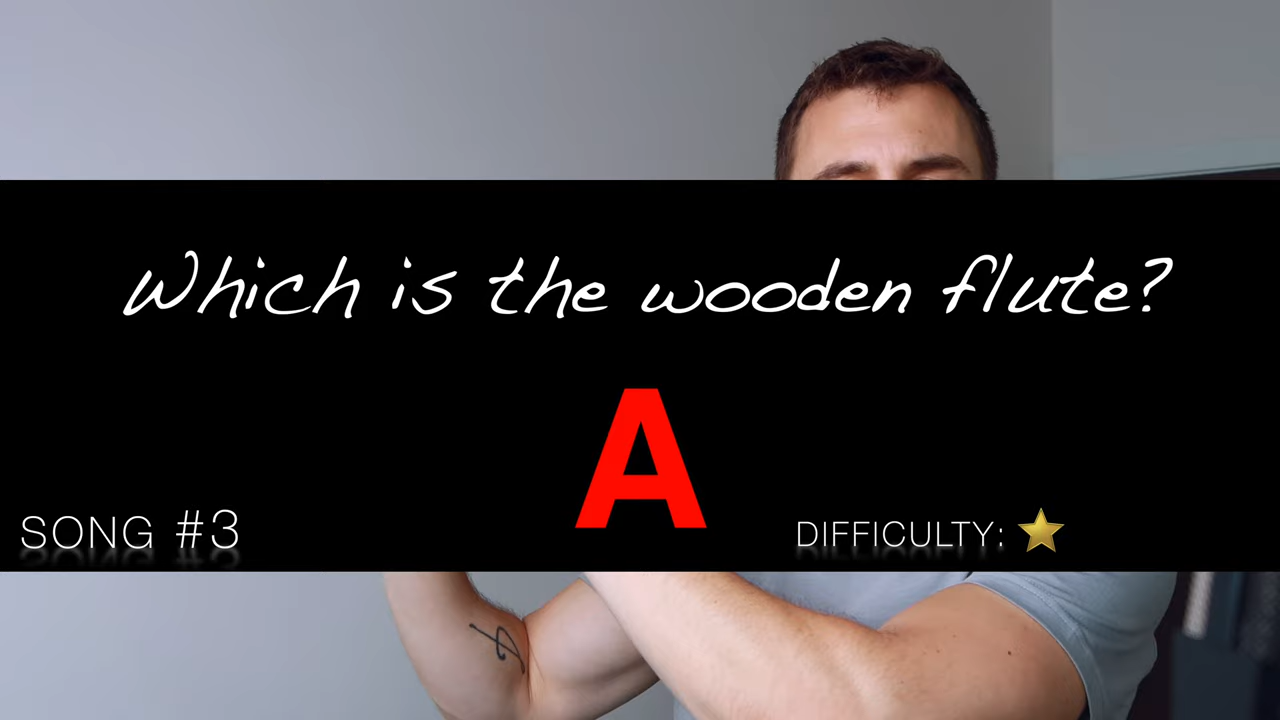 Which is the wooden flute?
A
SONG #3
DIFFICULTY: ⭐